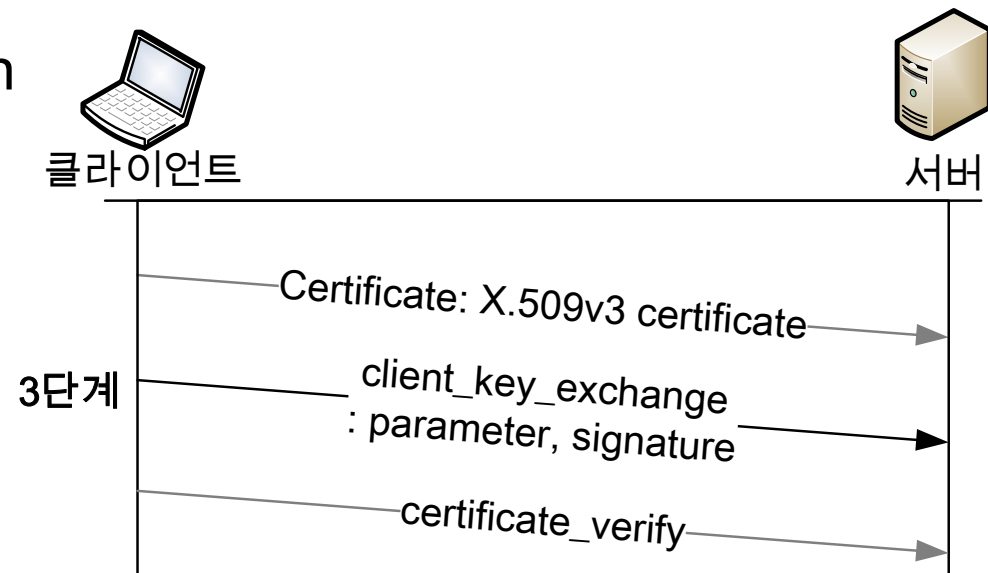 n
클라이언트
서버
Certificate: X.509v3 certificate
3단계
client_key_exchange
: parameter, signature
certificate_verify